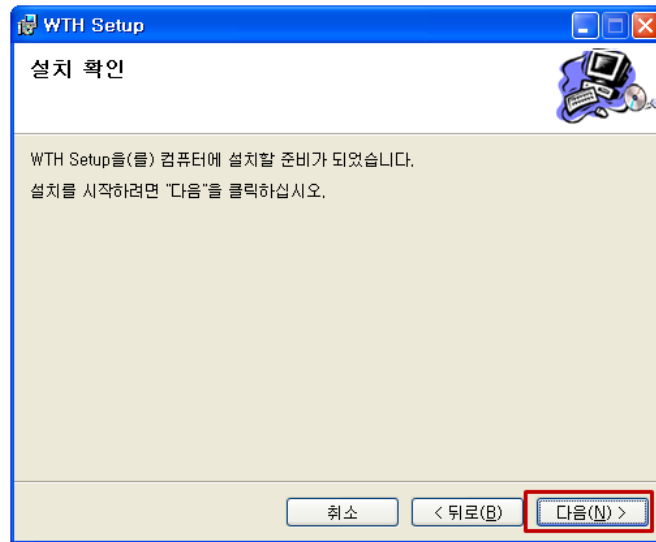 WTH Setup
설치 확인
WTH Setup을(를) 컴퓨터에 설치할 준비가 되었습니다.
설치를 시작하려면 "다음"을 클릭하십시오.
취소
< 뒤로(B)
다음(N) >